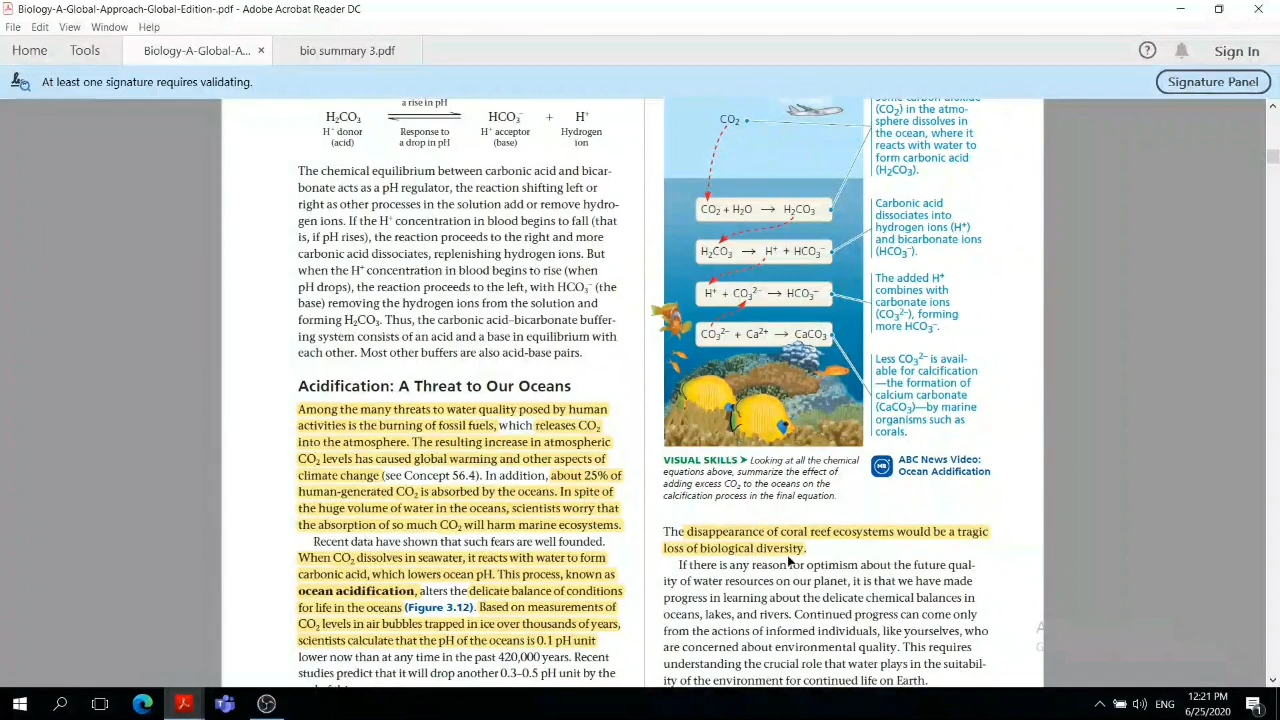 Biology-A-Global-Approach-Global-Edition-.pdf - Adobe Acrobat Reader DC
File Edit View Window Help
Home Tools Biology-A-Global-A... × bio summary 3.pdf Sign In
At least one signature requires validating. Signature Panel
a rise in pH
H₂CO₃ HCO₃⁻ + H⁺
H⁺ donor Response to H⁺ acceptor Hydrogen
(acid) a drop in pH (base) ion
The chemical equilibrium between carbonic acid and bicar-
bonate acts as a pH regulator, the reaction shifting left or
right as other processes in the solution add or remove hydro-
gen ions. If the H⁺ concentration in blood begins to fall (that
is, if pH rises), the reaction proceeds to the right and more
carbonic acid dissociates, replenishing hydrogen ions. But
when the H⁺ concentration in blood begins to rise (when
pH drops), the reaction proceeds to the left, with HCO₃⁻ (the
base) removing the hydrogen ions from the solution and
forming H₂CO₃. Thus, the carbonic acid–bicarbonate buffer-
ing system consists of an acid and a base in equilibrium with
each other. Most other buffers are also acid-base pairs.
Acidification: A Threat to Our Oceans
Among the many threats to water quality posed by human
activities is the burning of fossil fuels, which releases CO₂
into the atmosphere. The resulting increase in atmospheric
CO₂ levels has caused global warming and other aspects of
climate change (see Concept 56.4). In addition, about 25% of
human-generated CO₂ is absorbed by the oceans. In spite of
the huge volume of water in the oceans, scientists worry that
the absorption of so much CO₂ will harm marine ecosystems.
Recent data have shown that such fears are well founded.
When CO₂ dissolves in seawater, it reacts with water to form
carbonic acid, which lowers ocean pH. This process, known as
ocean acidification, alters the delicate balance of conditions
for life in the oceans (Figure 3.12). Based on measurements of
CO₂ levels in air bubbles trapped in ice over thousands of years,
scientists calculate that the pH of the oceans is 0.1 pH unit
lower now than at any time in the past 420,000 years. Recent
studies predict that it will drop another 0.3–0.5 pH unit by the
CO₂
CO₂ + H₂O → H₂CO₃
H₂CO₃ → H⁺ + HCO₃⁻
H⁺ + CO₃²⁻ → HCO₃⁻
CO₃²⁻ + Ca²⁺ → CaCO₃
Some carbon dioxide
(CO₂) in the atmo-
sphere dissolves in
the ocean, where it
reacts with water to
form carbonic acid
(H₂CO₃).
Carbonic acid
dissociates into
hydrogen ions (H⁺)
and bicarbonate ions
(HCO₃⁻).
The added H⁺
combines with
carbonate ions
(CO₃²⁻), forming
more HCO₃⁻.
Less CO₃²⁻ is avail-
able for calcification
—the formation of
calcium carbonate
(CaCO₃)—by marine
organisms such as
corals.
VISUAL SKILLS ➤ Looking at all the chemical
equations above, summarize the effect of
adding excess CO₂ to the oceans on the
calcification process in the final equation.
ABC News Video:
Ocean Acidification
The disappearance of coral reef ecosystems would be a tragic
loss of biological diversity.
If there is any reason for optimism about the future qual-
ity of water resources on our planet, it is that we have made
progress in learning about the delicate chemical balances in
oceans, lakes, and rivers. Continued progress can come only
from the actions of informed individuals, like yourselves, who
are concerned about environmental quality. This requires
understanding the crucial role that water plays in the suitabil-
ity of the environment for continued life on Earth.
ENG 12:21 PM
6/25/2020